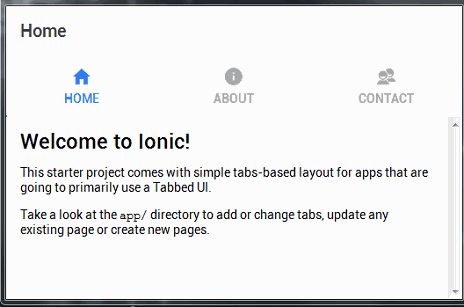 Home
HOME ABOUT CONTACT
Welcome to Ionic!
This starter project comes with simple tabs-based layout for apps that are
going to primarily use a Tabbed UI.
Take a look at the app/ directory to add or change tabs, update any
existing page or create new pages.